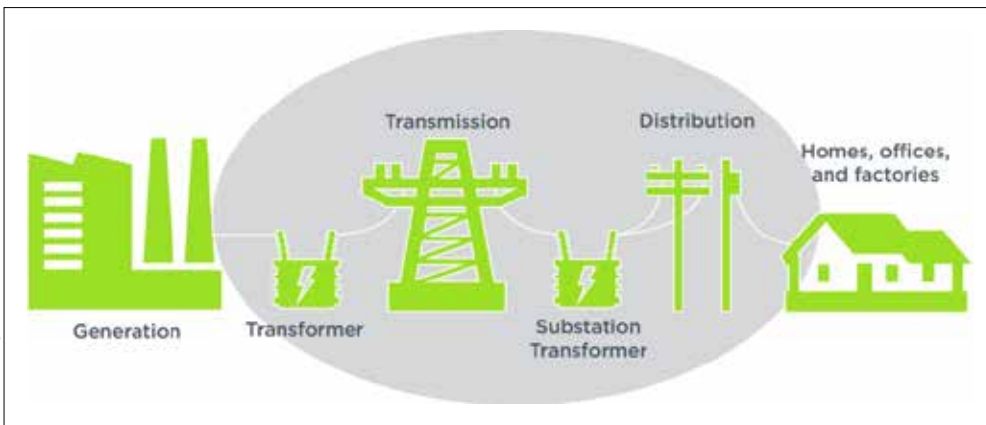 Transmission
Distribution
Homes, offices,
and factories
Generation
Transformer
Substation
Transformer